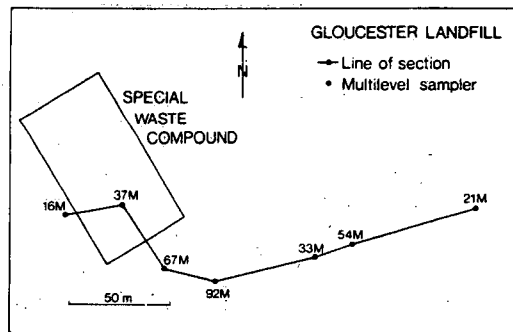 GLOUCESTER LANDFILL
Line of section
Multilevel sampler
N
SPECIAL
WASTE
COMPOUND
16M
37M
67M
92M
33M
54M
21M
50 m